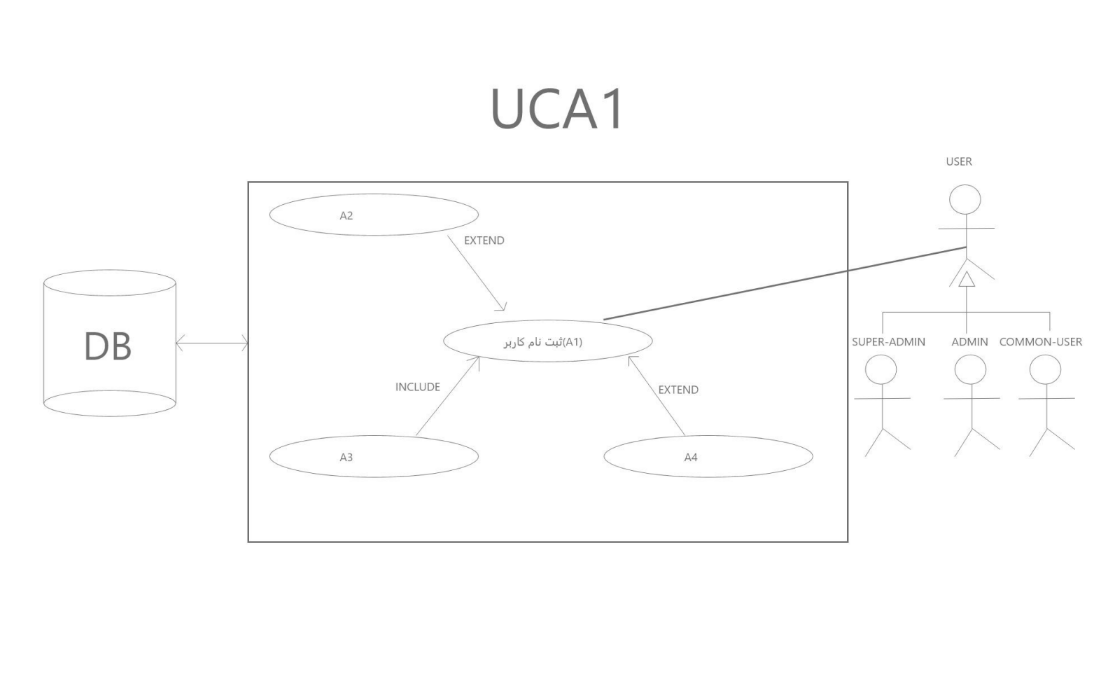 UCA1
USER
A2
EXTEND
DB
ثبت نام کاربر(A1)
SUPER-ADMIN
ADMIN
COMMON-USER
INCLUDE
EXTEND
A3
A4